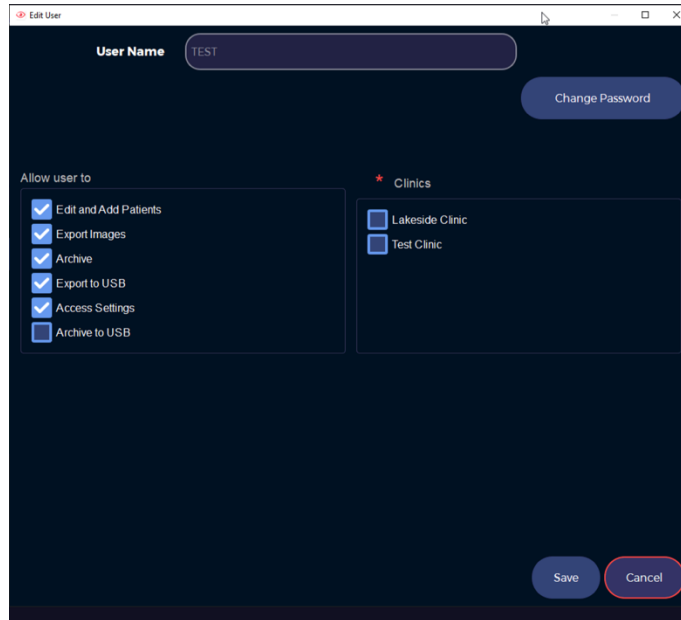 Edit User
User Name
TEST
Change Password
Allow user to
* Clinics
Edit and Add Patients
Export Images
Archive
Export to USB
Access Settings
Archive to USB
Lakeside Clinic
Test Clinic
Save
Cancel